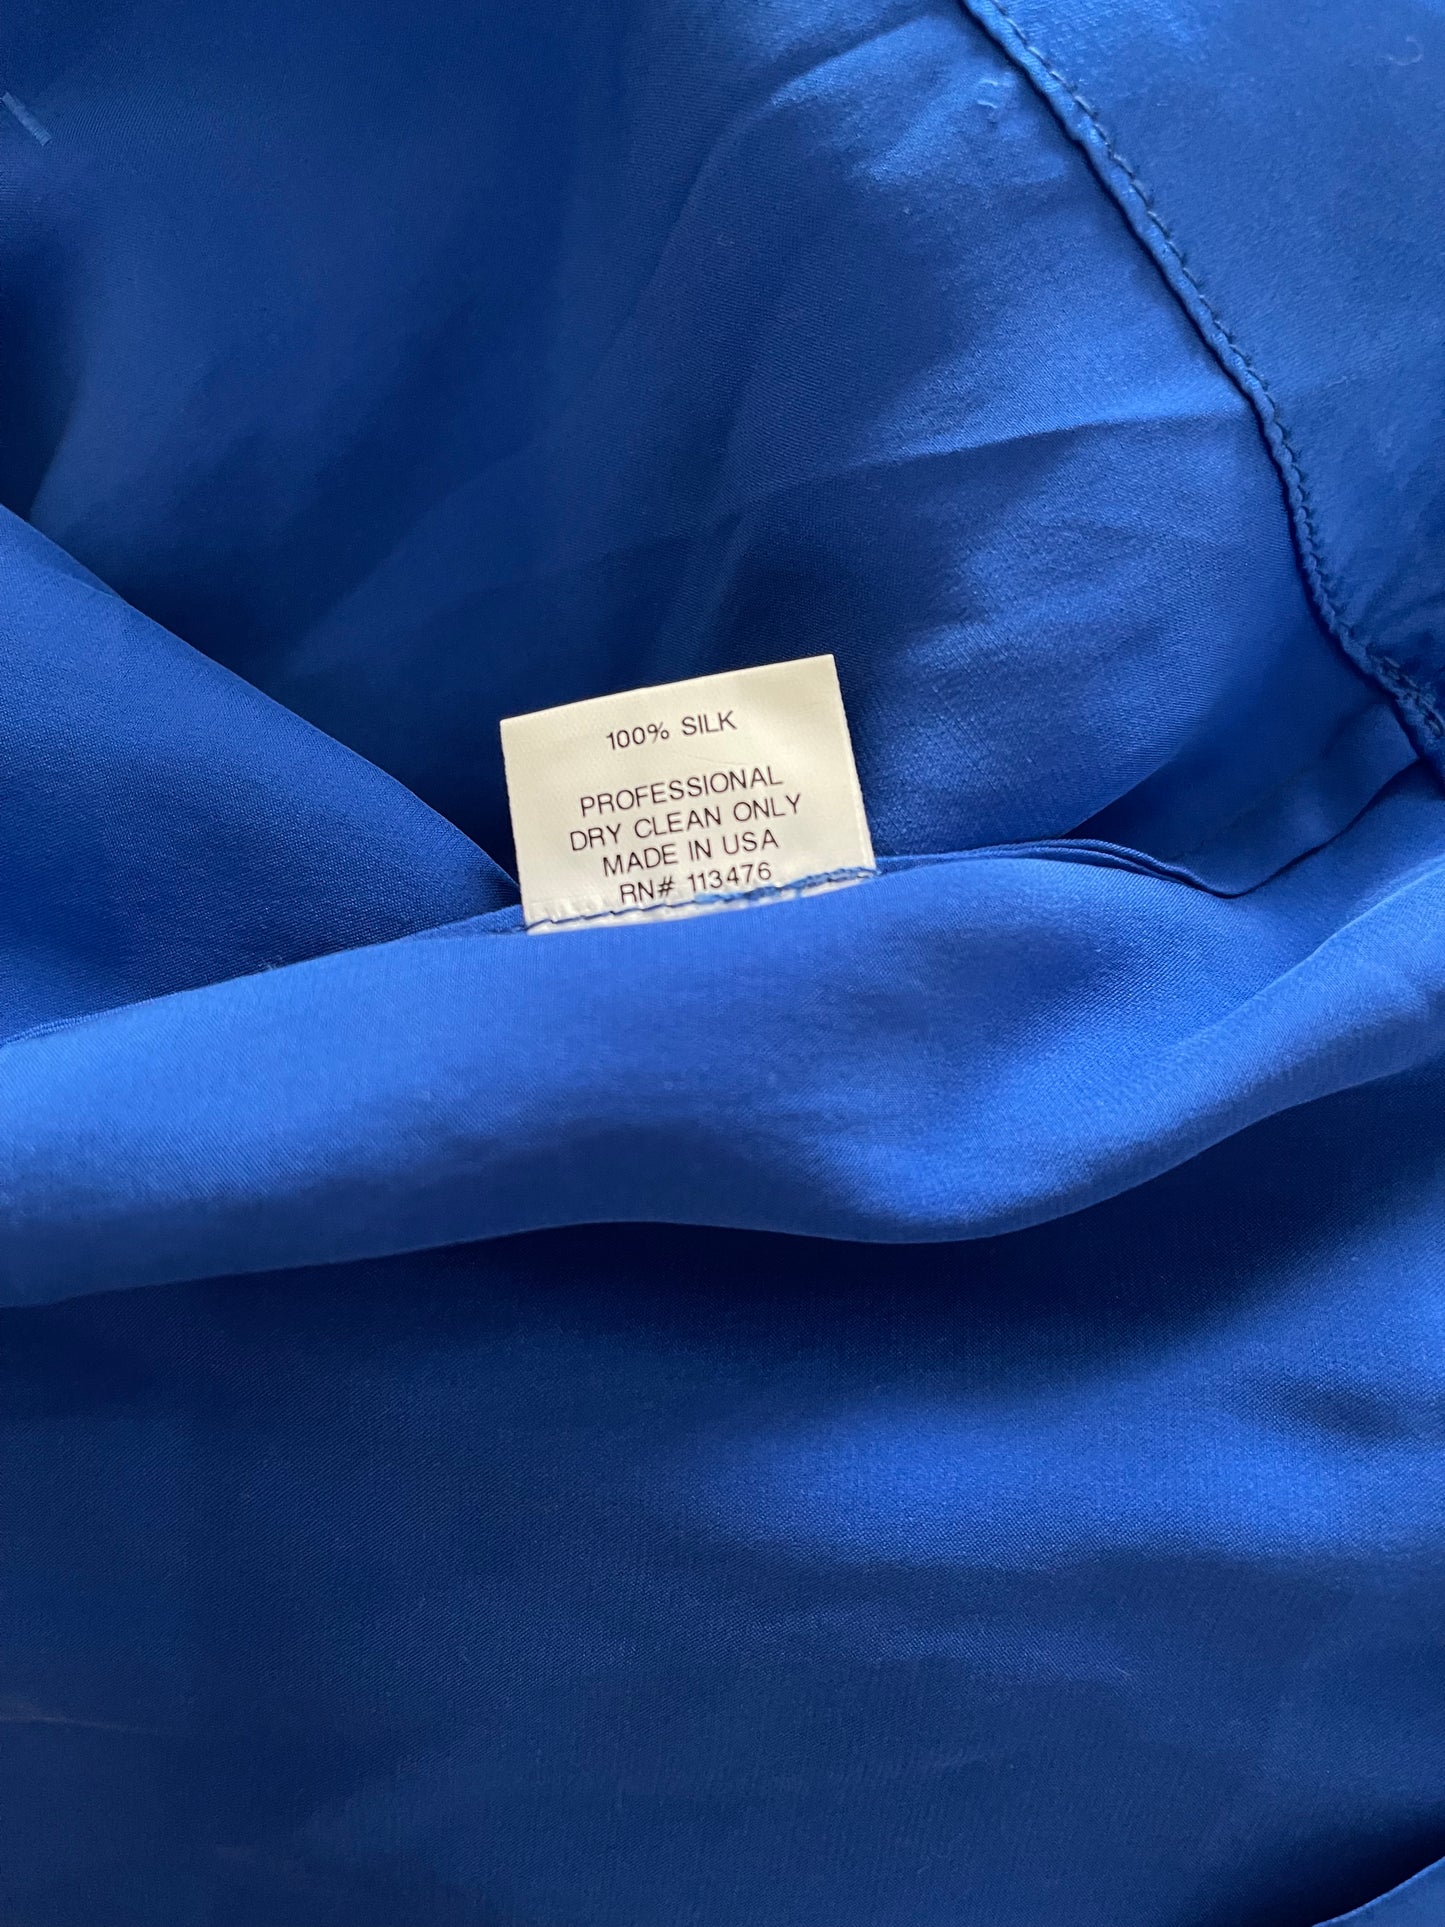 100% SILK
PROFESSIONAL
DRY CLEAN ONLY
MADE IN USA
RN# 113476